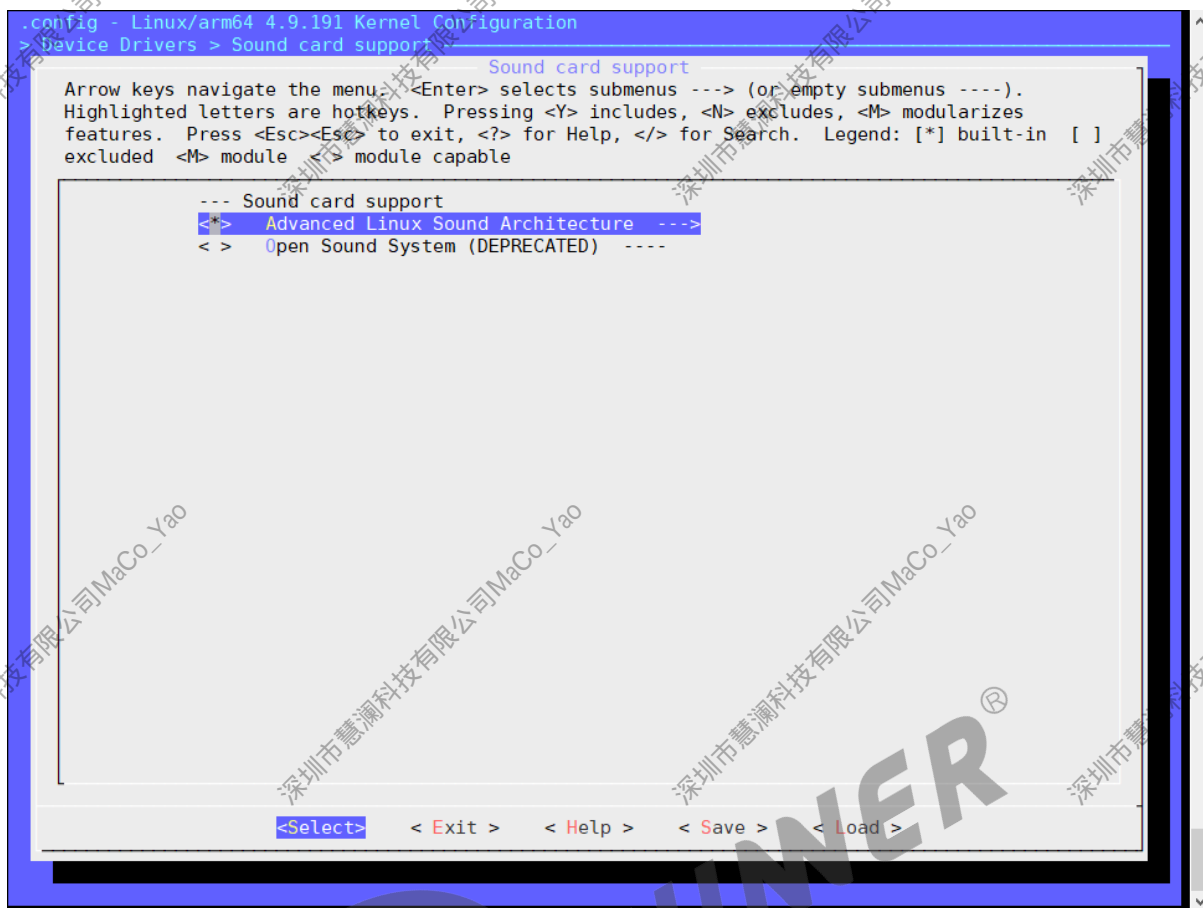 .config - Linux/arm64 4.9.191 Kernel Configuration
> Device Drivers > Sound card support
Sound card support
Arrow keys navigate the menu. <Enter> selects submenus ---> (or empty submenus ----).
Highlighted letters are hotkeys. Pressing <Y> includes, <N> excludes, <M> modularizes
features. Press <Esc><Esc> to exit, <?> for Help, </> for Search. Legend: [*] built-in [ ]
excluded <M> module < > module capable
--- Sound card support
<*> Advanced Linux Sound Architecture --->
< > Open Sound System (DEPRECATED) ----
深圳市慧澜科技有限公司MaCo_Yao
深圳市慧澜科技有限公司MaCo_Yao
深圳市慧澜科技有限公司MaCo_Yao
<Select> < Exit > < Help > < Save > < Load >